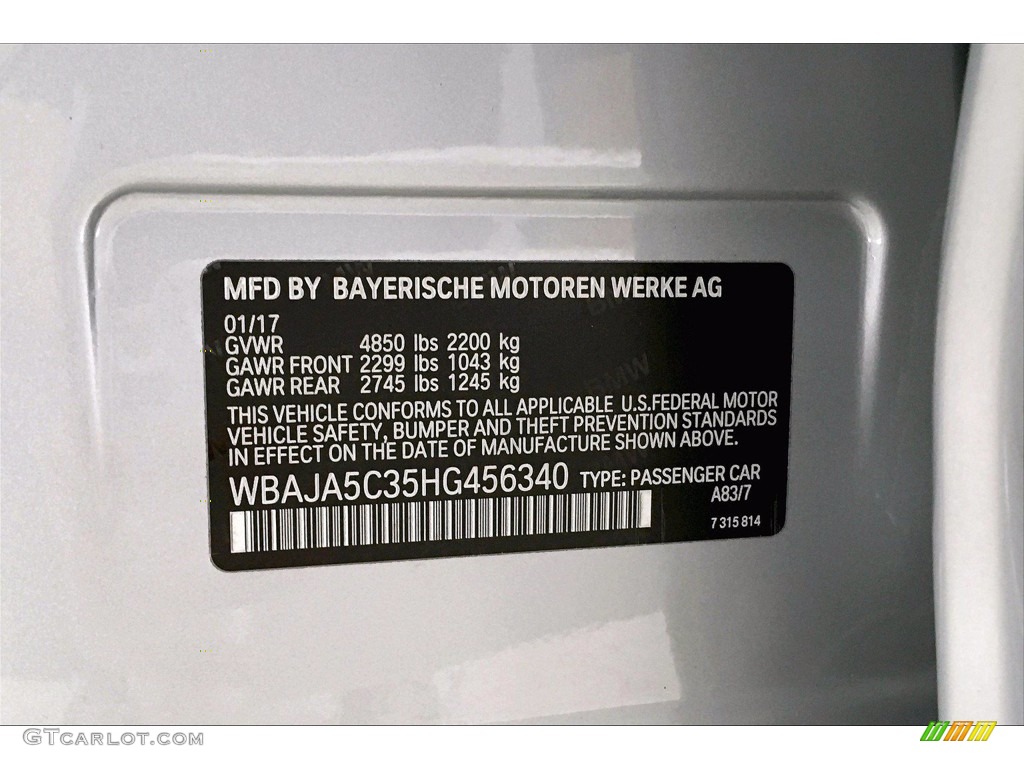 MFD BY BAYERISCHE MOTOREN WERKE AG
01/17
GVWR 4850 lbs 2200 kg
GAWR FRONT 2299 lbs 1043 kg
GAWR REAR 2745 lbs 1245 kg
THIS VEHICLE CONFORMS TO ALL APPLICABLE U.S.FEDERAL MOTOR
VEHICLE SAFETY, BUMPER AND THEFT PREVENTION STANDARDS
IN EFFECT ON THE DATE OF MANUFACTURE SHOWN ABOVE.
WBAJA5C35HG456340 TYPE: PASSENGER CAR
A83/7
7 315 814
GTCARLOT.COM